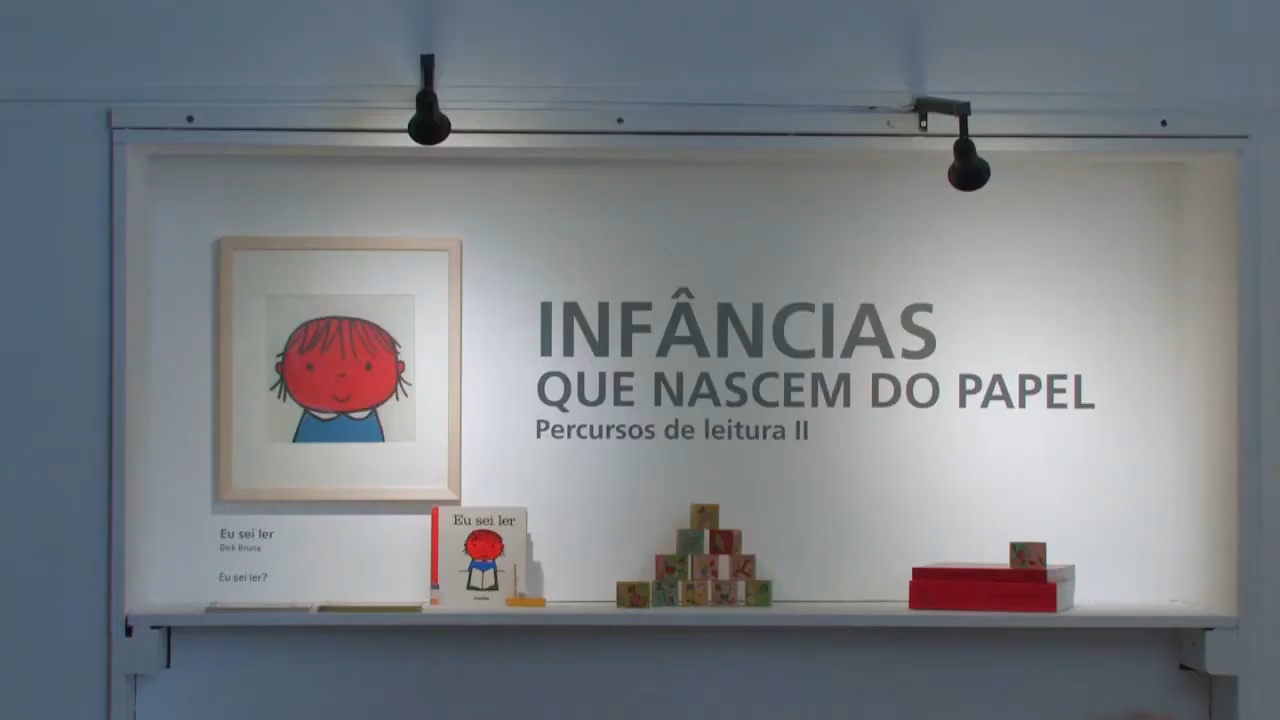 INFÂNCIAS
QUE NASCEM DO PAPEL
Percursos de leitura II
Eu sei ler
Dick Bruna
Eu sei ler?
Eu sei ler